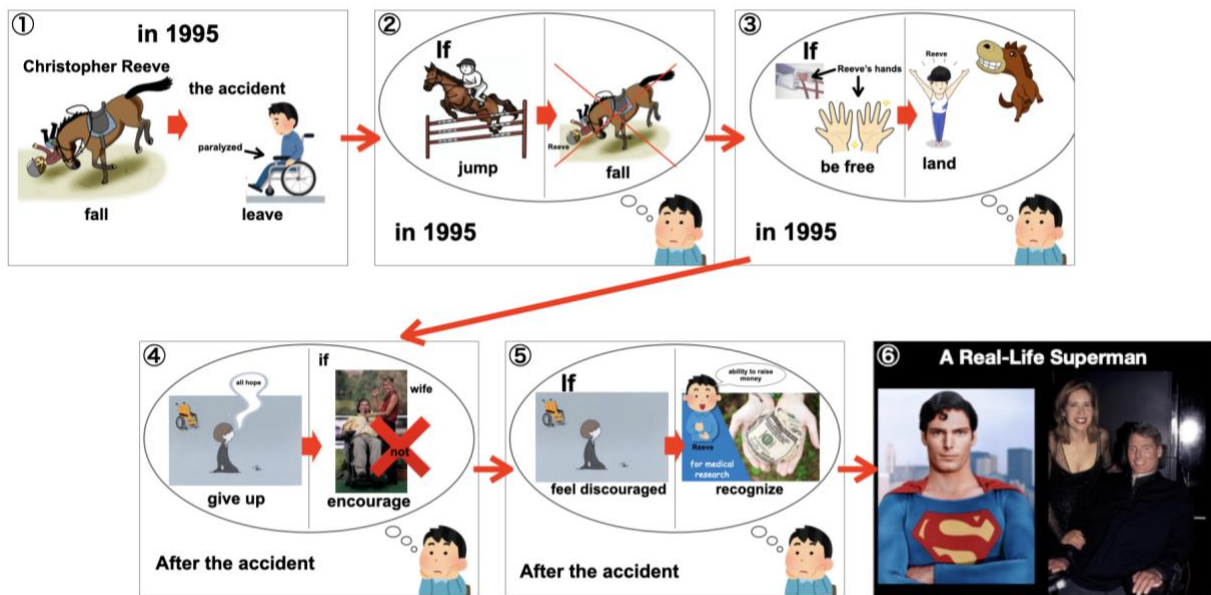 ①
in 1995
Christopher Reeve
the accident
paralyzed
fall
leave
②
If
Reeve
jump
fall
in 1995
③
If
Reeve's hands
Reeve
be free
land
in 1995
④
all hope
if
wife
not
give up
encourage
After the accident
⑤
If
ability to raise
money
Reeve
for medical
research
feel discouraged
recognize
After the accident
⑥
A Real-Life Superman
S